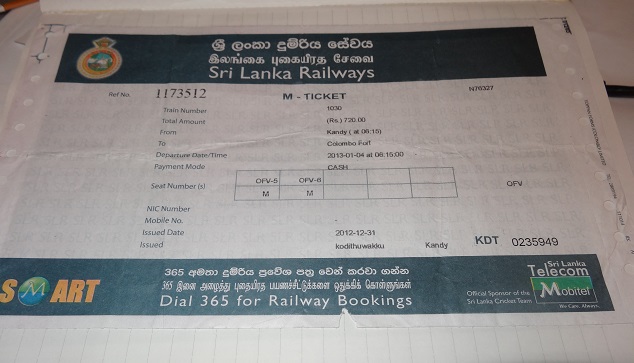 ශ්‍රී ලංකා දුම්රිය සේවය
இலங்கை புகையிரத சேவை
Sri Lanka Railways
Ref No. 1173512 M - TICKET N76327
Train Number 1030
Total Amount (Rs.) 720.00
From Kandy ( at 06:15)
To Colombo Fort
Departure Date/Time 2013-01-04 at 06:15:00
Payment Mode CASH
Seat Number (s) OFV-5 OFV-6 OFV
M M
NIC Number
Mobile No. -
Issued Date 2012-12-31
Issued kodithuwakku Kandy KDT 0235949
SMART
365 අමතා දුම්රිය ප්‍රවේශ පත්‍ර වෙන් කරවා ගන්න
365 இனை அழைத்து புகையிரத பயணச்சீட்டுக்களை ஒதுக்கிக் கொள்ளுங்கள்
Dial 365 for Railway Bookings
Official Sponsor of the
Sri Lanka Cricket Team
Sri Lanka
Telecom
Mobitel
We Care. Always.